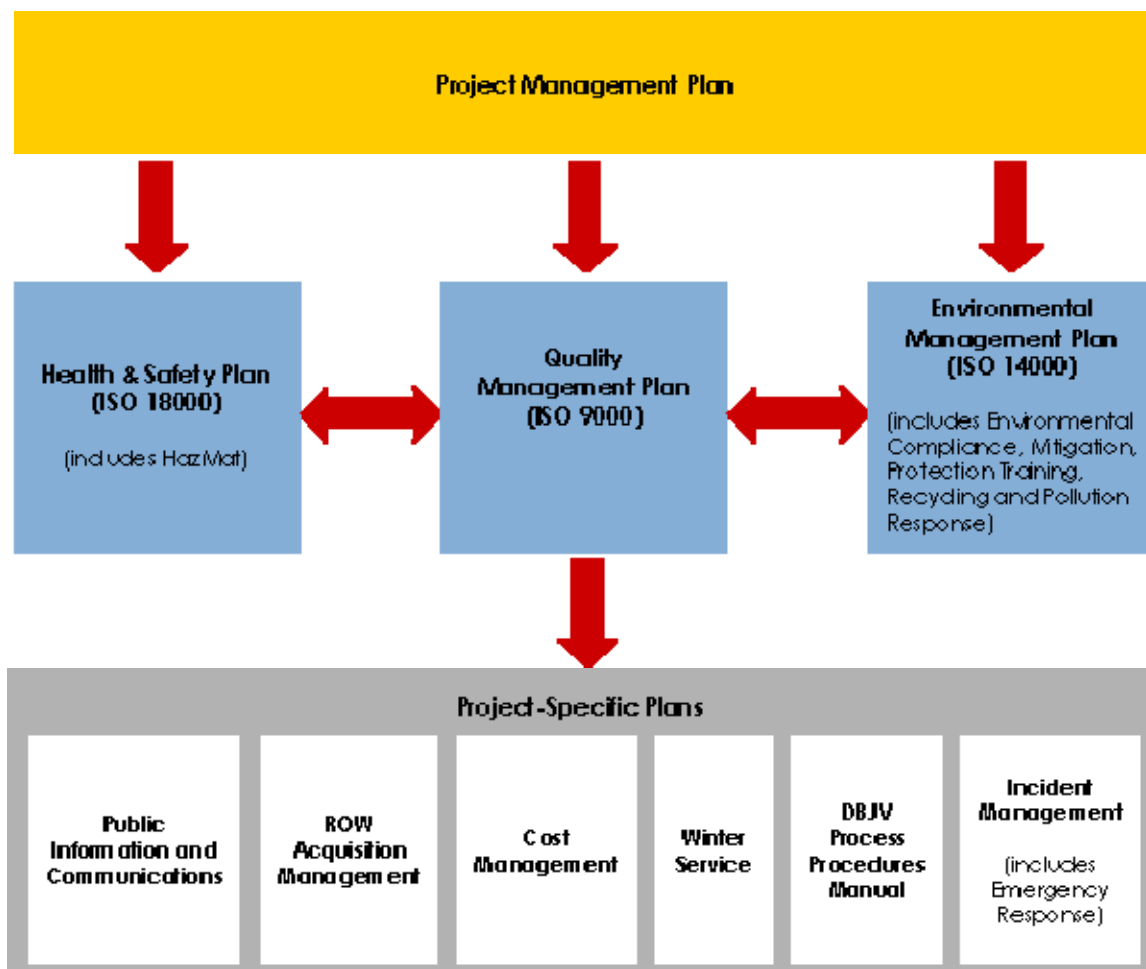 Project Management Plan
Health & Safety Plan
(ISO 18000)
(includes HazMat)
Quality
Management Plan
(ISO 9000)
Environmental
Management Plan
(ISO 14000)
(includes Environmental
Compliance, Mitigation,
Protection Training,
Recycling and Pollution
Response)
Project-Specific Plans
Public
Information and
Communications
ROW
Acquisition
Management
Cost
Management
Winter
Service
DBJV
Process
Procedures
Manual
Incident
Management
(includes
Emergency
Response)